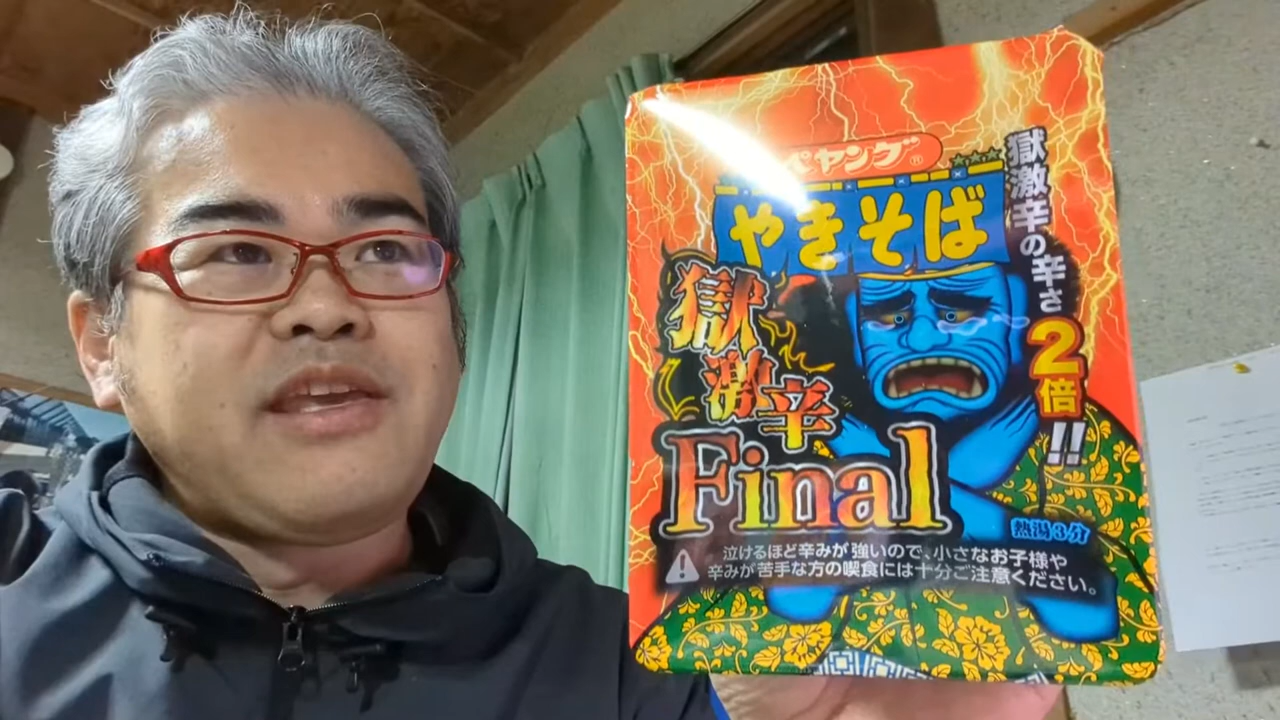 ペヤング®
やきそば
獄激辛の辛さ
2倍!!
獄激辛
Final
熱湯3分
泣けるほど辛みが強いので、小さなお子様や
辛みが苦手な方の喫食には十分ご注意ください。